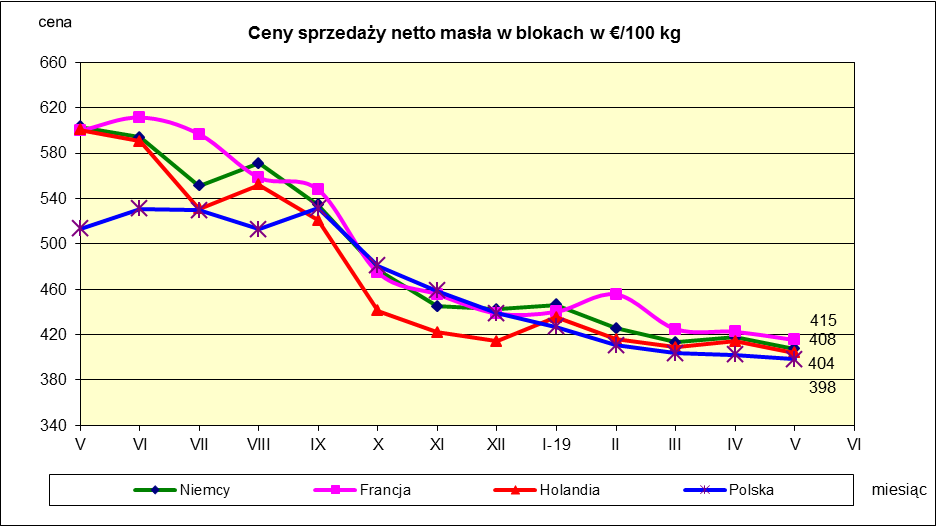 cena
Ceny sprzedaży netto masła w blokach w €/100 kg
660
620
580
540
500
460
420
380
340
415
408
404
398
V VI VII VIII IX X XI XII I-19 II III IV V VI
Niemcy Francja Holandia Polska
miesiąc